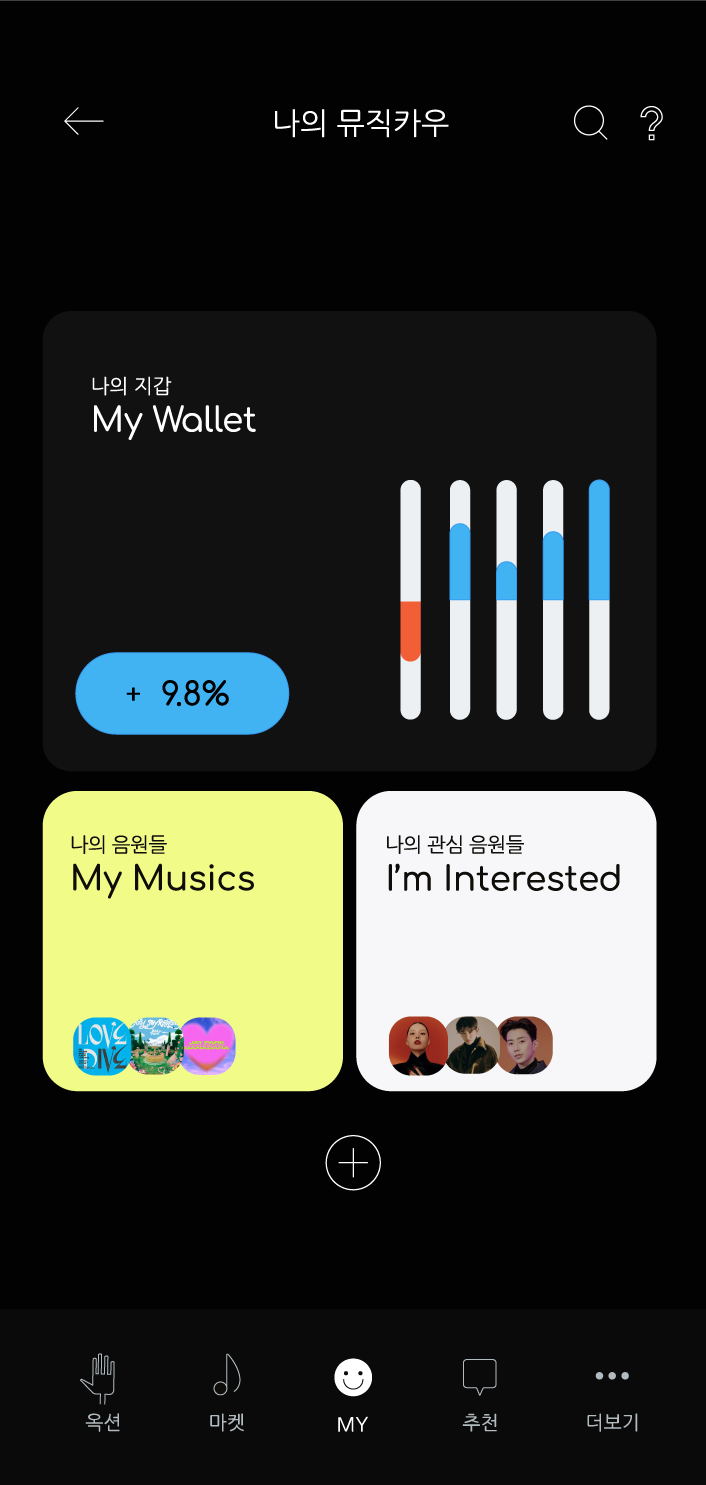 나의 뮤직카우
나의 지갑
My Wallet
+ 9.8%
나의 음원들
My Musics
나의 관심 음원들
I'm Interested
LOVE
DIVE
옥션
마켓
MY
추천
더보기